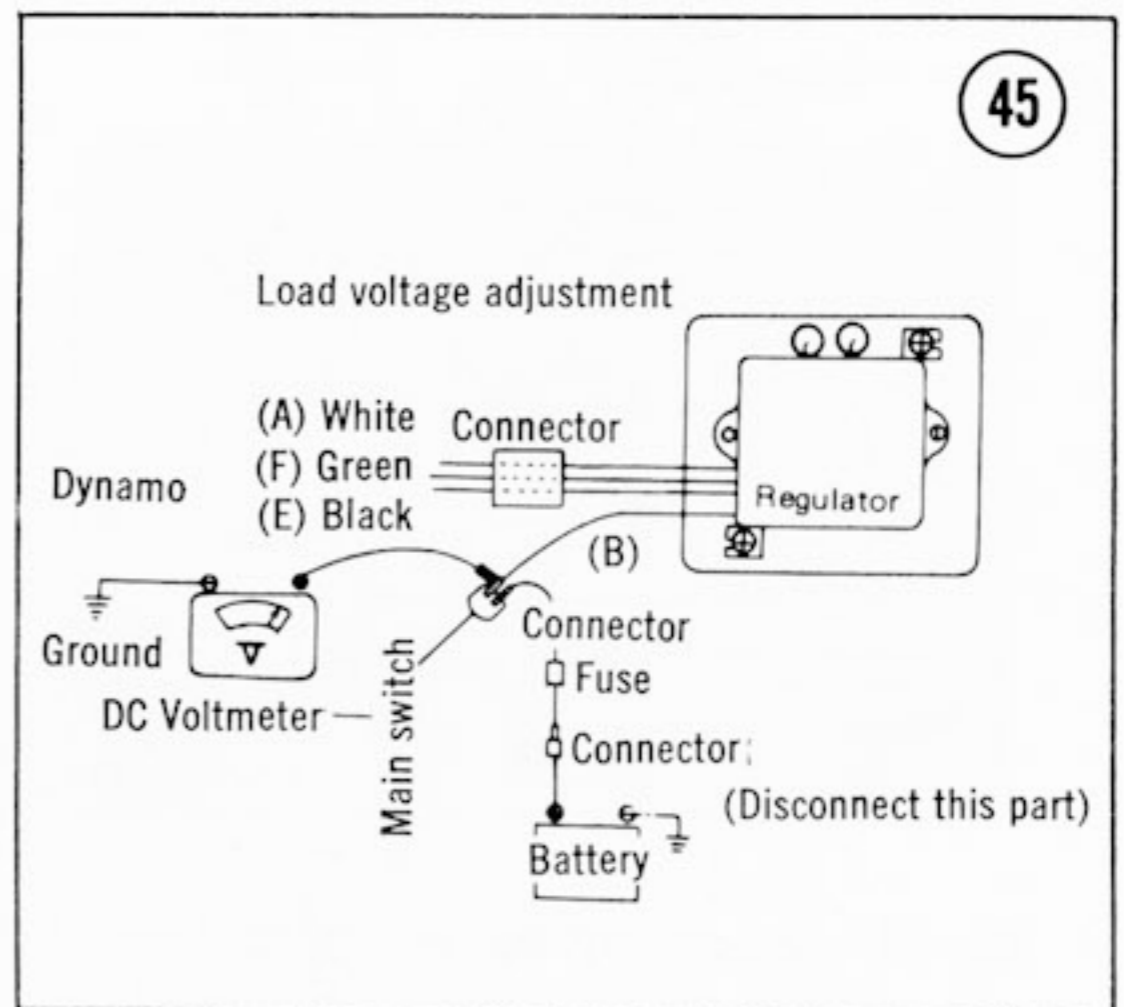 45
Load voltage adjustment
(A) White
Connector
(F) Green
Dynamo
(E) Black
Regulator
(B)
Connector
Ground
Fuse
DC Voltmeter
Main switch
Connector
(Disconnect this part)
Battery
V